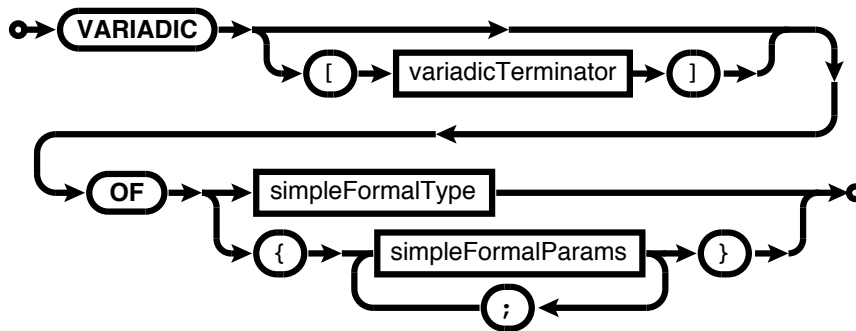 VARIADIC
[ variadicTerminator ]
OF simpleFormalType
{ simpleFormalParams }
;